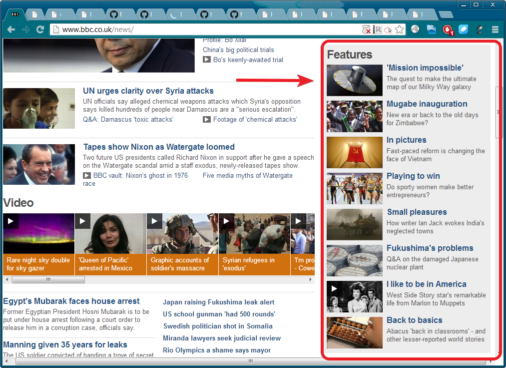 www.bbc.co.uk/news/
Profile: Bo Xilai
China's big political trials
Bo's keenly-awaited trial
UN urges clarity over Syria attacks
UN officials say alleged chemical weapons attacks which Syria's opposition
says killed hundreds of people near Damascus are a "serious escalation".
Q&A: Damascus 'toxic attacks'
Footage of 'chemical attacks'
Tapes show Nixon as Watergate loomed
Two future US presidents called Richard Nixon in support after he gave a speech
on the Watergate scandal amid a staff exodus, newly-released tapes show.
BBC vault: Nixon's ghost in 1976
race
Five media myths of Watergate
Video
Rare night sky double
for sky gazer
'Queen of Pacific'
arrested in Mexico
Graphic accounts of
soldier's massacre
Syrian refugees in
'exodus'
'I'm pro
- Cowe
Egypt's Mubarak faces house arrest
Former Egyptian President Hosni Mubarak is to be
put under house arrest following a court order to
release him in a corruption case, officials say.
Manning given 35 years for leaks
The US soldier convicted of handing a trove of secret
Japan raising Fukushima leak alert
US school gunman 'had 500 rounds'
Swedish politician shot in Somalia
Miranda lawyers seek judicial review
Rio Olympics a shame says mayor
Features
'Mission impossible'
The quest to make the ultimate
map of our Milky Way galaxy
Mugabe inauguration
New era or back to the old days
for Zimbabwe?
In pictures
Fast-paced reform is changing the
face of Vietnam
Playing to win
Do sporty women make better
entrepreneurs?
Small pleasures
How writer Ian Jack evokes India's
neglected towns
Fukushima's problems
Q&A on the damaged Japanese
nuclear plant
I like to be in America
West Side Story star's remarkable
life from Marlon to Muppets
Back to basics
Abacus 'back in classrooms' - and
other lesser-reported world stories